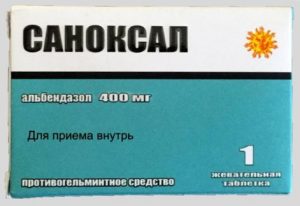 САНОКСАЛ
альбендазол 400 мг
Для приема внутрь
1
жевательная
таблетка
противогельминтное средство